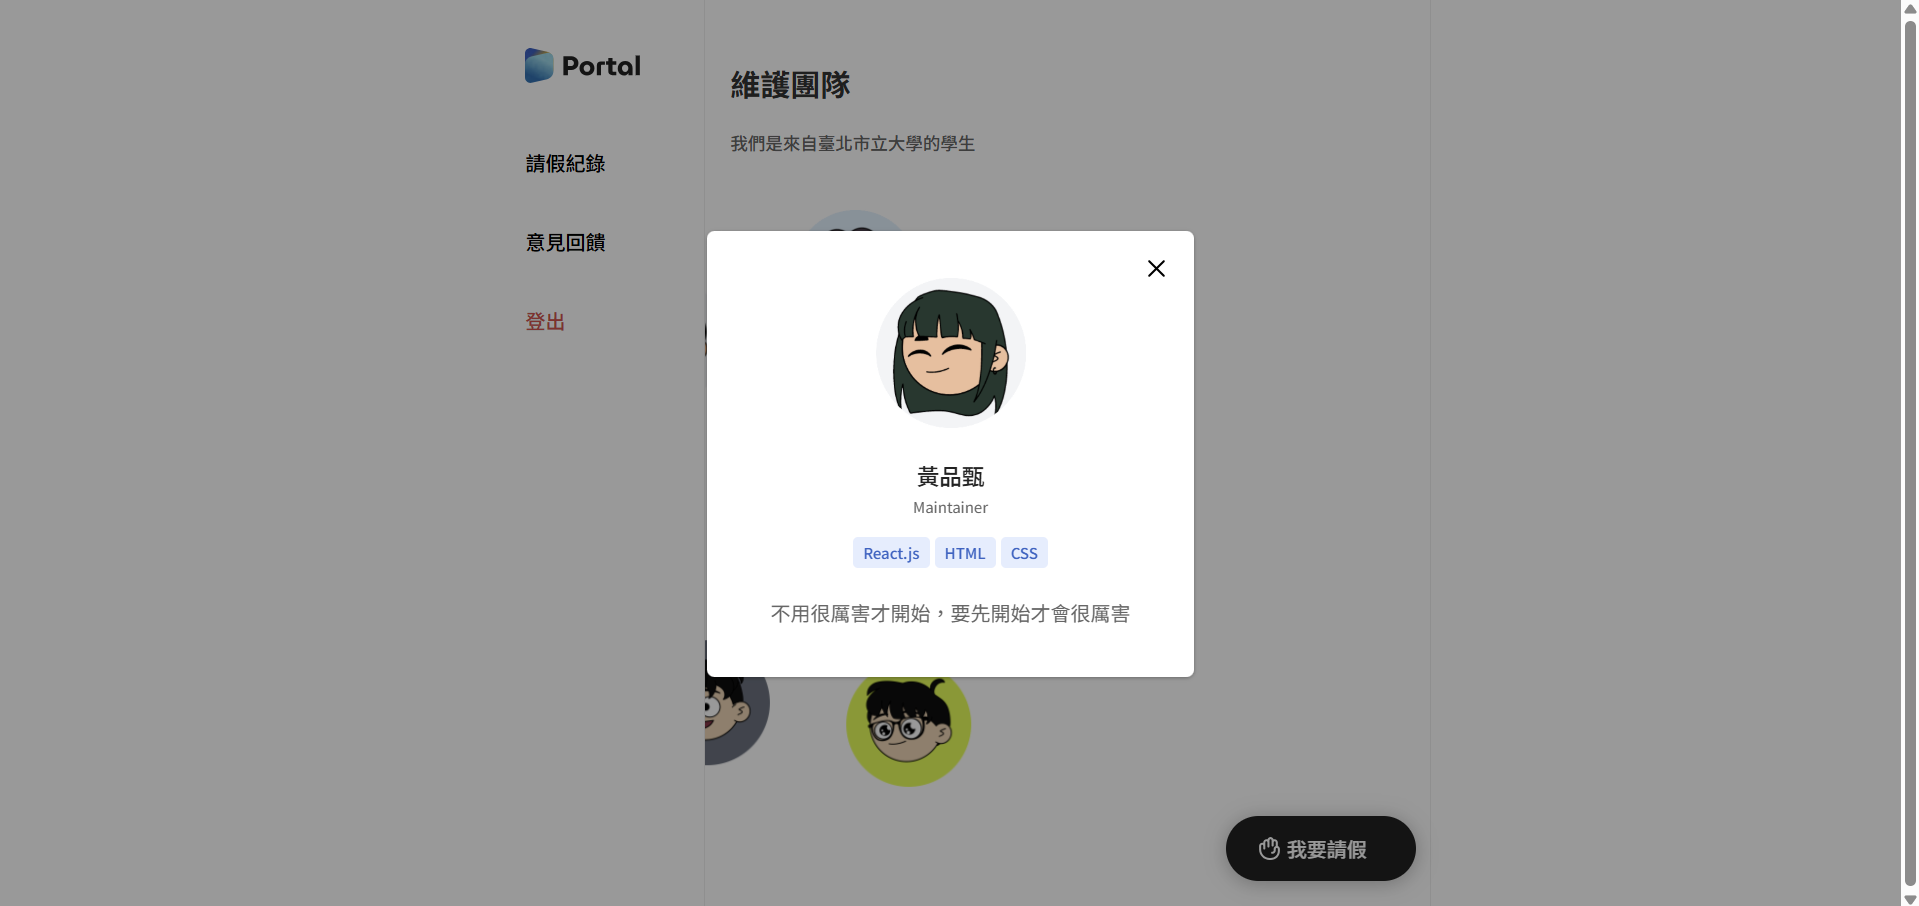 Portal
請假紀錄
意見回饋
登出
維護團隊
我們是來自臺北市立大學的學生
黃品甄
Maintainer
React.js
HTML
CSS
不用很厲害才開始，要先開始才會很厲害
我要請假